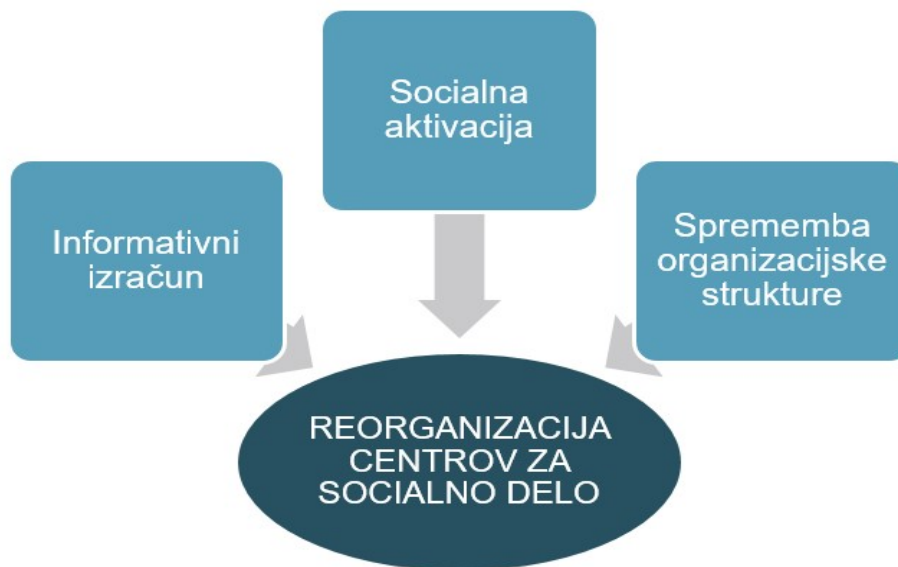 Socialna
aktivacija
Informativni
izračun
Sprememba
organizacijske
strukture
REORGANIZACIJA
CENTROV ZA
SOCIALNO DELO